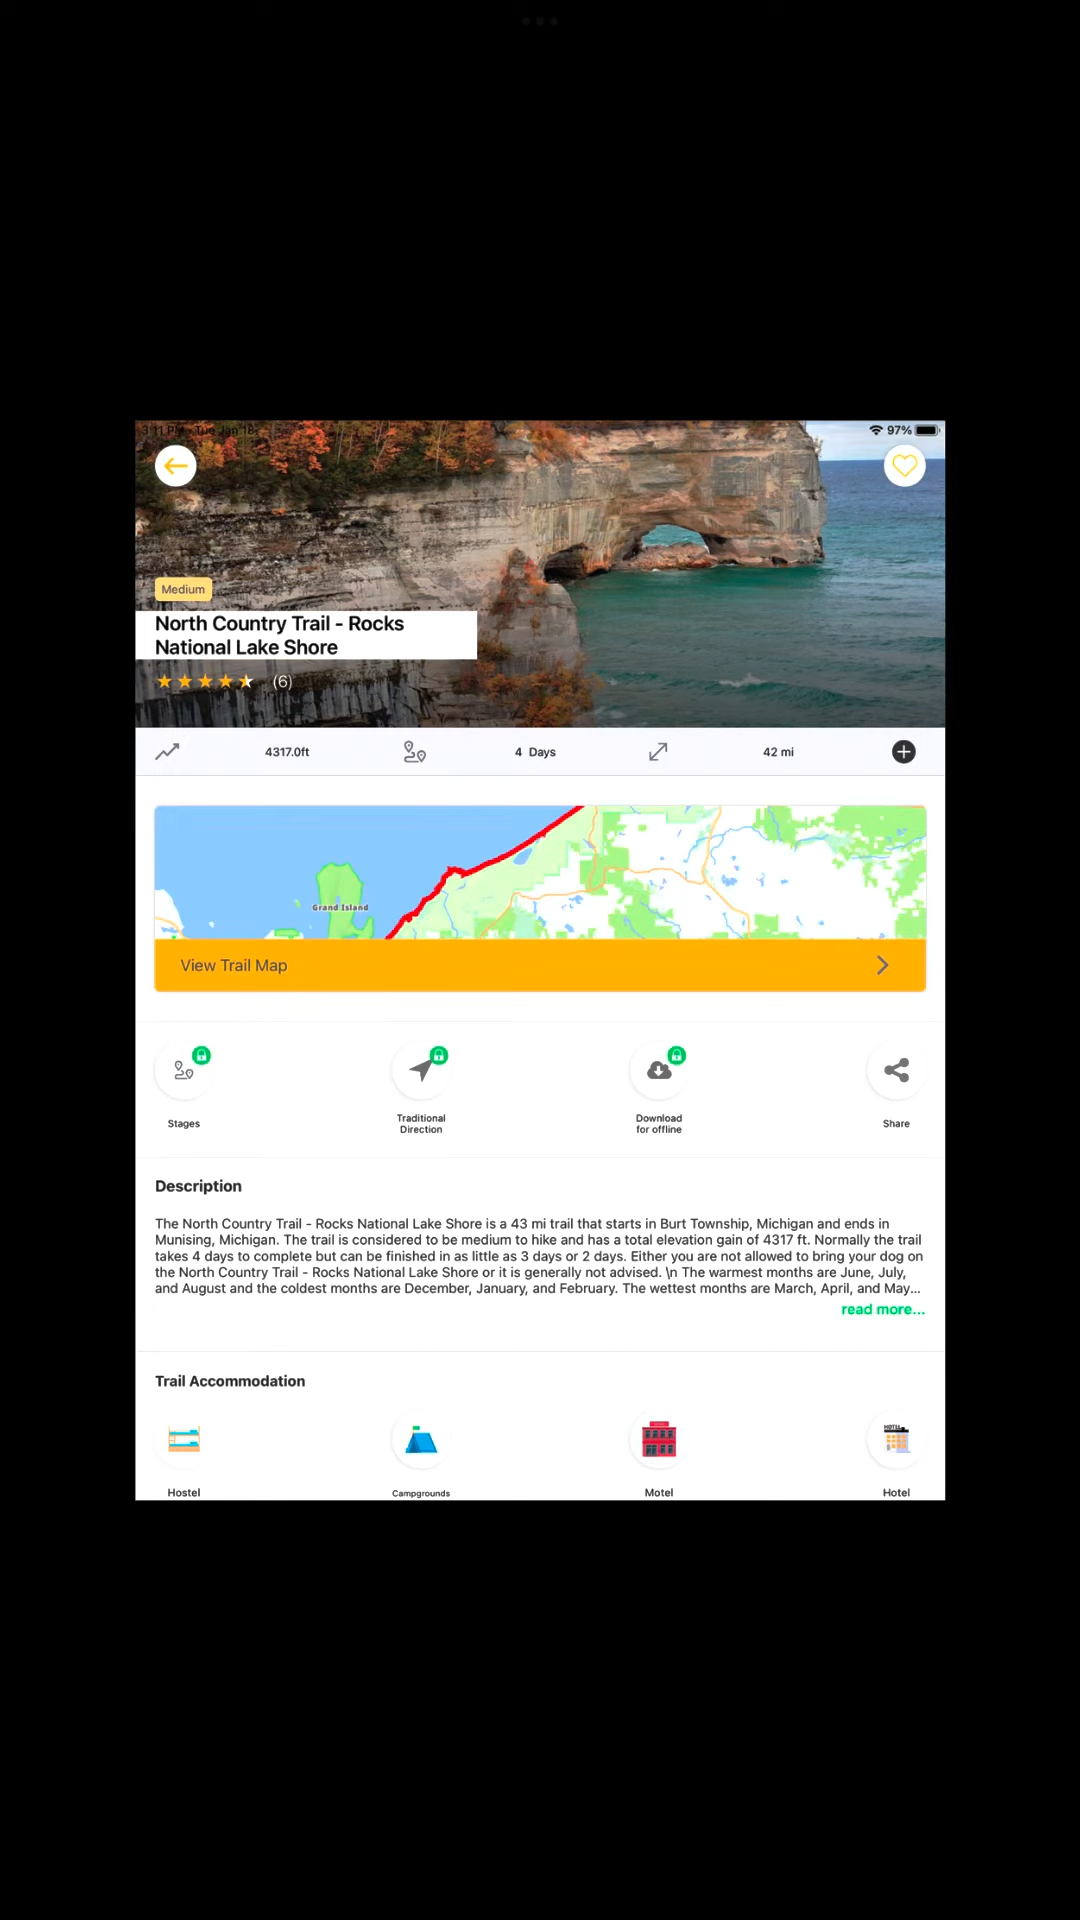 3:11 PM Tue Jan 18
97%
Medium
North Country Trail - Rocks
National Lake Shore
(6)
4317.0ft
4 Days
42 mi
Grand Island
View Trail Map
Stages
Traditional
Direction
Download
for offline
Share
Description
The North Country Trail - Rocks National Lake Shore is a 43 mi trail that starts in Burt Township, Michigan and ends in
Munising, Michigan. The trail is considered to be medium to hike and has a total elevation gain of 4317 ft. Normally the trail
takes 4 days to complete but can be finished in as little as 3 days or 2 days. Either you are not allowed to bring your dog on
the North Country Trail - Rocks National Lake Shore or it is generally not advised. \n The warmest months are June, July,
and August and the coldest months are December, January, and February. The wettest months are March, April, and May...
read more...
Trail Accommodation
HOTEL
Hostel
Campgrounds
Motel
Hotel